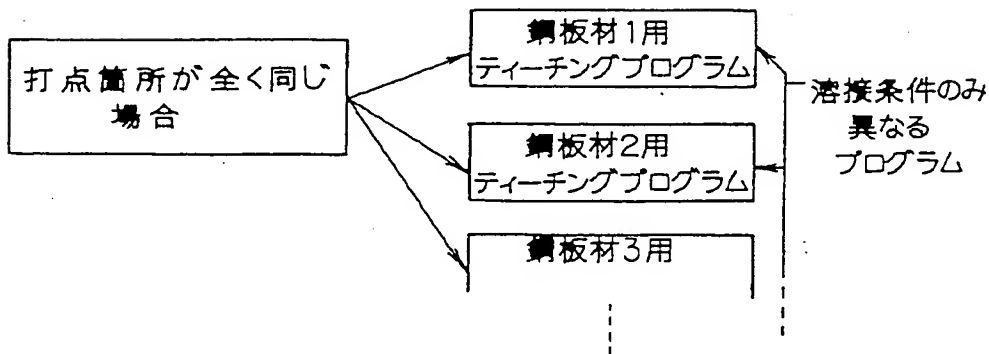 打点箇所が全く同じ
場合
鋼板材1用
ティーチングプログラム
鋼板材2用
ティーチングプログラム
鋼板材3用
溶接条件のみ
異なる
プログラム